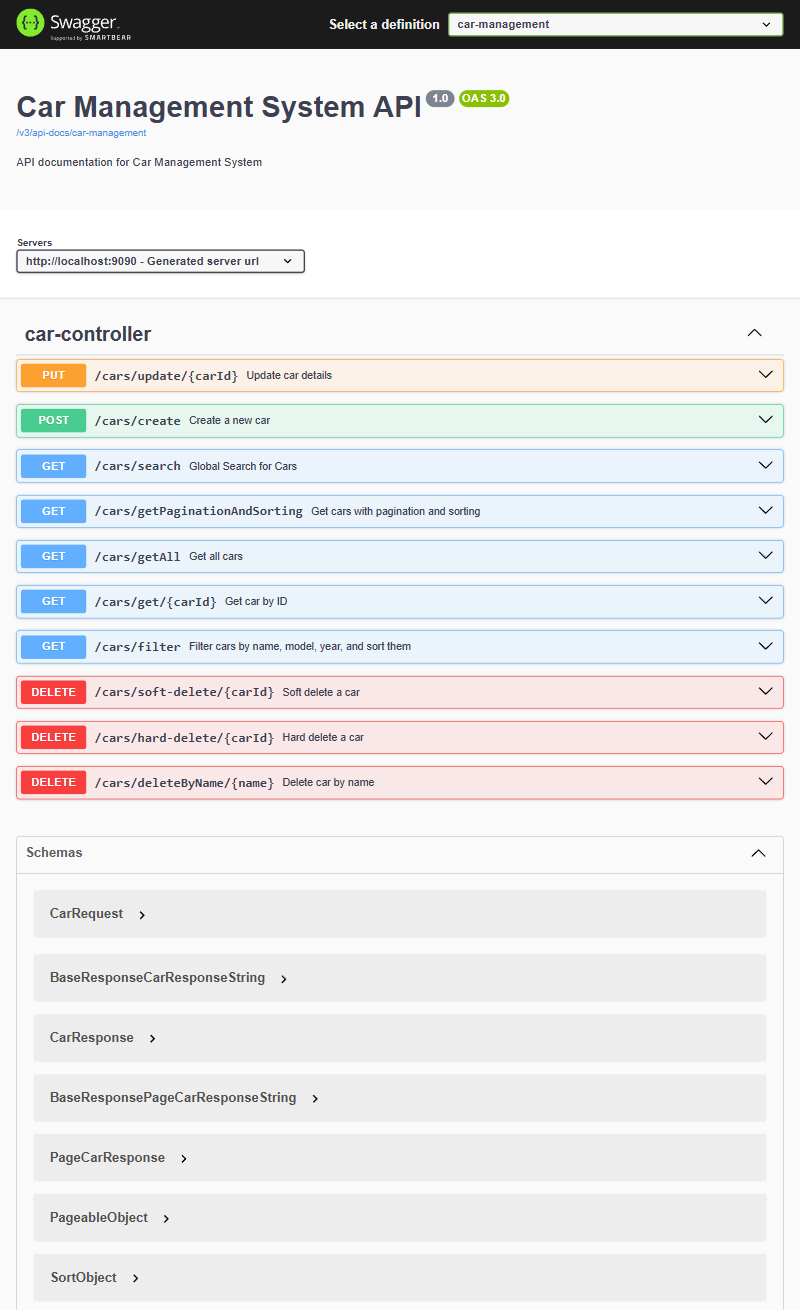 Swagger
Supported by SMARTBEAR
Select a definition
car-management
Car Management System API 1.0 OAS 3.0
/v3/api-docs/car-management
API documentation for Car Management System
Servers
http://localhost:9090 - Generated server url
car-controller
PUT /cars/update/{carId} Update car details
POST /cars/create Create a new car
GET /cars/search Global Search for Cars
GET /cars/getPaginationAndSorting Get cars with pagination and sorting
GET /cars/getAll Get all cars
GET /cars/get/{carId} Get car by ID
GET /cars/filter Filter cars by name, model, year, and sort them
DELETE /cars/soft-delete/{carId} Soft delete a car
DELETE /cars/hard-delete/{carId} Hard delete a car
DELETE /cars/deleteByName/{name} Delete car by name
Schemas
CarRequest
BaseResponseCarResponseString
CarResponse
BaseResponsePageCarResponseString
PageCarResponse
PageableObject
SortObject